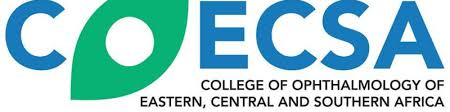 COECSA
COLLEGE OF OPHTHALMOLOGY OF
EASTERN, CENTRAL AND SOUTHERN AFRICA